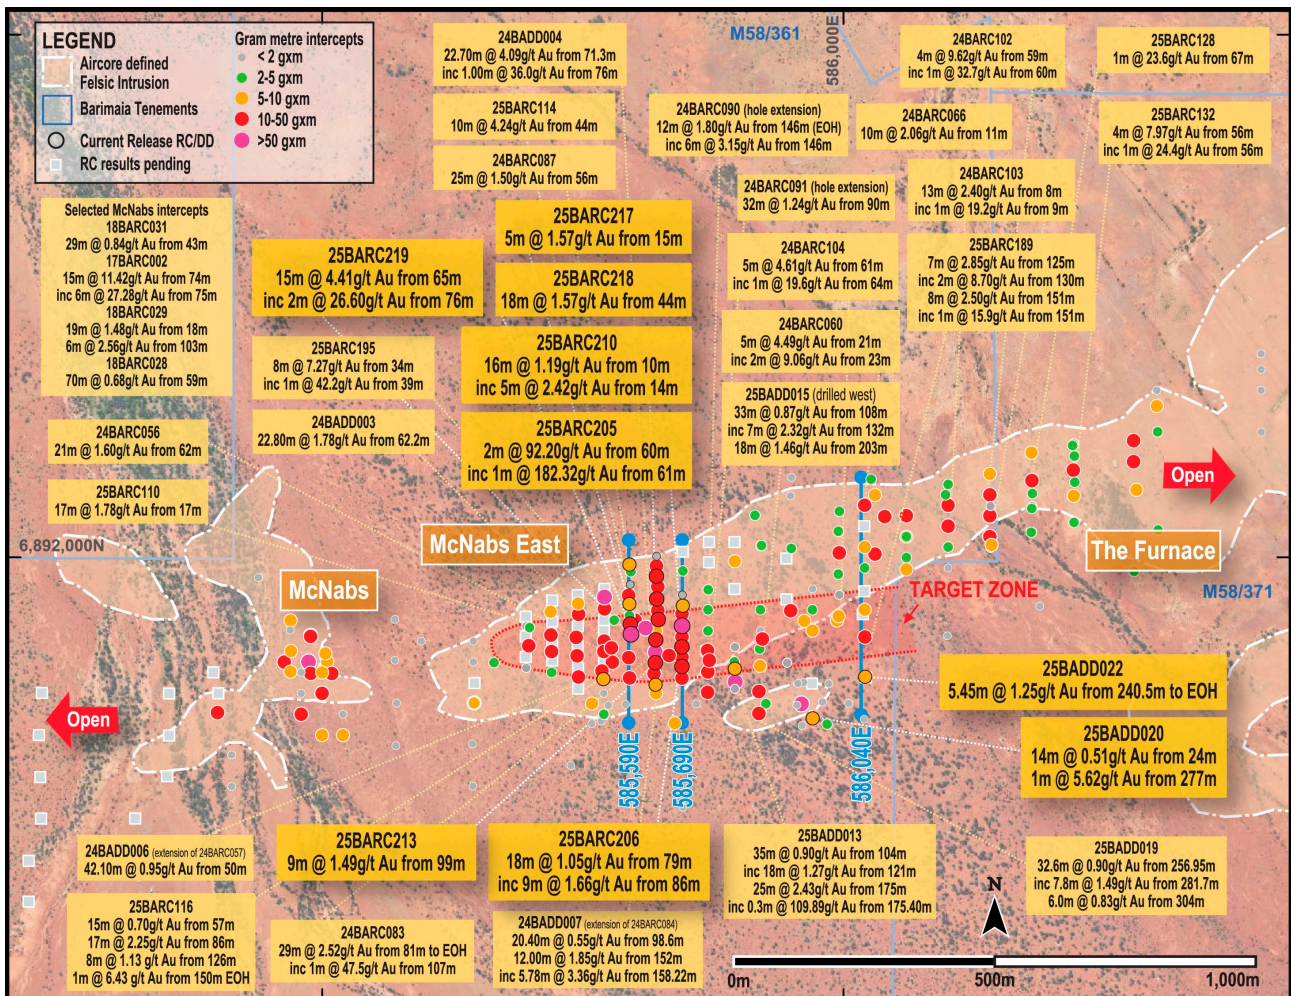 LEGEND
Aircore defined
Felsic Intrusion
Barimaia Tenements
Current Release RC/DD
RC results pending
Gram metre intercepts
< 2 gxm
2-5 gxm
5-10 gxm
10-50 gxm
>50 gxm
24BADD004
22.70m @ 4.09g/t Au from 71.3m
inc 1.00m @ 36.0g/t Au from 76m
25BARC114
10m @ 4.24g/t Au from 44m
24BARC087
25m @ 1.50g/t Au from 56m
M58/361
586,000E
24BARC102
4m @ 9.62g/t Au from 59m
inc 1m @ 32.7g/t Au from 60m
25BARC128
1m @ 23.6g/t Au from 67m
24BARC090 (hole extension)
12m @ 1.80g/t Au from 146m (EOH)
inc 6m @ 3.15g/t Au from 146m
24BARC066
10m @ 2.06g/t Au from 11m
25BARC132
4m @ 7.97g/t Au from 56m
inc 1m @ 24.4g/t Au from 56m
24BARC091 (hole extension)
32m @ 1.24g/t Au from 90m
24BARC103
13m @ 2.40g/t Au from 8m
inc 1m @ 19.2g/t Au from 9m
Selected McNabs intercepts
18BARC031
29m @ 0.84g/t Au from 43m
17BARC002
15m @ 11.42g/t Au from 74m
inc 6m @ 27.28g/t Au from 75m
18BARC029
19m @ 1.48g/t Au from 18m
6m @ 2.56g/t Au from 103m
18BARC028
70m @ 0.68g/t Au from 59m
25BARC219
15m @ 4.41g/t Au from 65m
inc 2m @ 26.60g/t Au from 76m
25BARC217
5m @ 1.57g/t Au from 15m
25BARC218
18m @ 1.57g/t Au from 44m
24BARC104
5m @ 4.61g/t Au from 61m
inc 1m @ 19.6g/t Au from 64m
25BARC189
7m @ 2.85g/t Au from 125m
inc 2m @ 8.70g/t Au from 130m
8m @ 2.50g/t Au from 151m
inc 1m @ 15.9g/t Au from 151m
25BARC195
8m @ 7.27g/t Au from 34m
inc 1m @ 42.2g/t Au from 39m
25BARC210
16m @ 1.19g/t Au from 10m
inc 5m @ 2.42g/t Au from 14m
24BARC060
5m @ 4.49g/t Au from 21m
inc 2m @ 9.06g/t Au from 23m
24BADD003
22.80m @ 1.78g/t Au from 62.2m
25BARC205
2m @ 92.20g/t Au from 60m
inc 1m @ 182.32g/t Au from 61m
25BADD015 (drilled west)
33m @ 0.87g/t Au from 108m
inc 7m @ 2.32g/t Au from 132m
18m @ 1.46g/t Au from 203m
24BARC056
21m @ 1.60g/t Au from 62m
25BARC110
17m @ 1.78g/t Au from 17m
6,892,000N
McNabs
McNabs East
The Furnace
Open
M58/371
TARGET ZONE
Open
585,590E
585,690E
586,040E
25BADD022
5.45m @ 1.25g/t Au from 240.5m to EOH
25BADD020
14m @ 0.51g/t Au from 24m
1m @ 5.62g/t Au from 277m
24BADD006 (extension of 24BARC057)
42.10m @ 0.95g/t Au from 50m
25BARC213
9m @ 1.49g/t Au from 99m
25BARC206
18m @ 1.05g/t Au from 79m
inc 9m @ 1.66g/t Au from 86m
25BADD013
35m @ 0.90g/t Au from 104m
inc 18m @ 1.27g/t Au from 121m
25m @ 2.43g/t Au from 175m
inc 0.3m @ 109.89g/t Au from 175.40m
25BADD019
32.6m @ 0.90g/t Au from 256.95m
inc 7.8m @ 1.49g/t Au from 281.7m
6.0m @ 0.83g/t Au from 304m
25BARC116
15m @ 0.70g/t Au from 57m
17m @ 2.25g/t Au from 86m
8m @ 1.13 g/t Au from 126m
1m @ 6.43 g/t Au from 150m EOH
24BARC083
29m @ 2.52g/t Au from 81m to EOH
inc 1m @ 47.5g/t Au from 107m
24BADD007 (extension of 24BARC084)
20.40m @ 0.55g/t Au from 98.6m
12.00m @ 1.85g/t Au from 152m
inc 5.78m @ 3.36g/t Au from 158.22m
N
0m
500m
1,000m